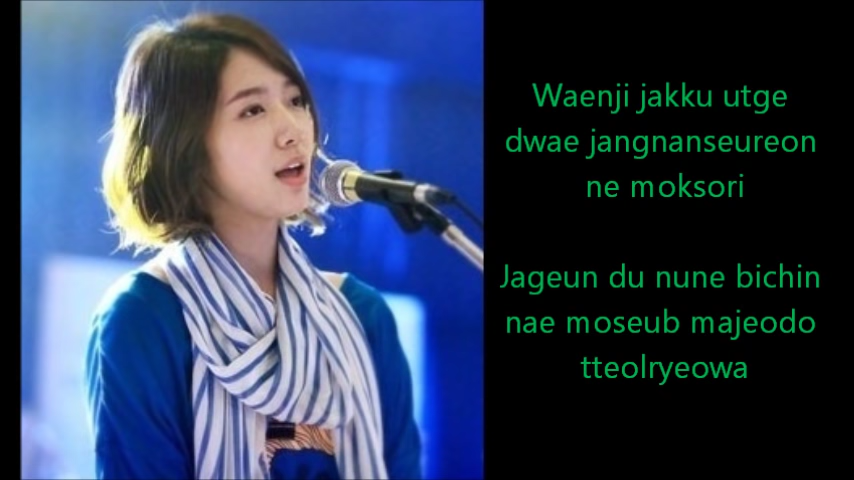 Waenji jakku utge
dwae jangnanseureon
ne moksori
Jageun du nune bichin
nae moseub majeodo
tteolryeowa